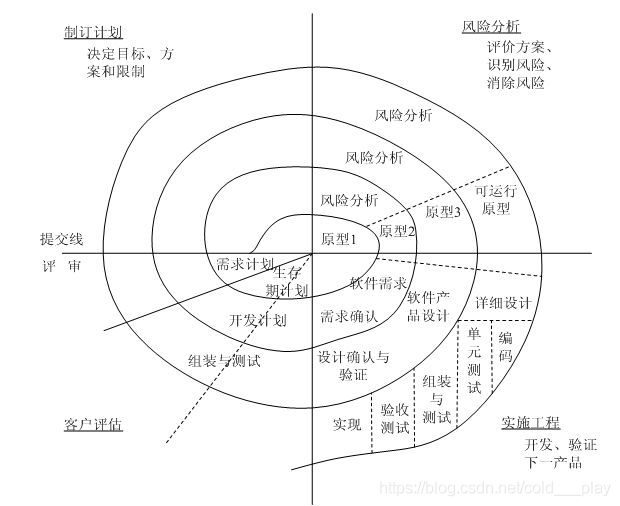 制订计划
决定目标、方
案和限制
风险分析
评价方案、
识别风险、
消除风险
风险分析
风险分析
风险分析
可运行
原型
原型3
原型2
原型1
提交线
评 审
需求计划
生存
期计划
软件需求
开发计划
需求确认
软件产
品设计
详细设计
组装与测试
设计确认与
验证
单
元
测
试
编
码
组装
与
测试
实现
验收
测试
客户评估
实施工程
开发、验证
下一产品
https://blog.csdn.net/cold___play